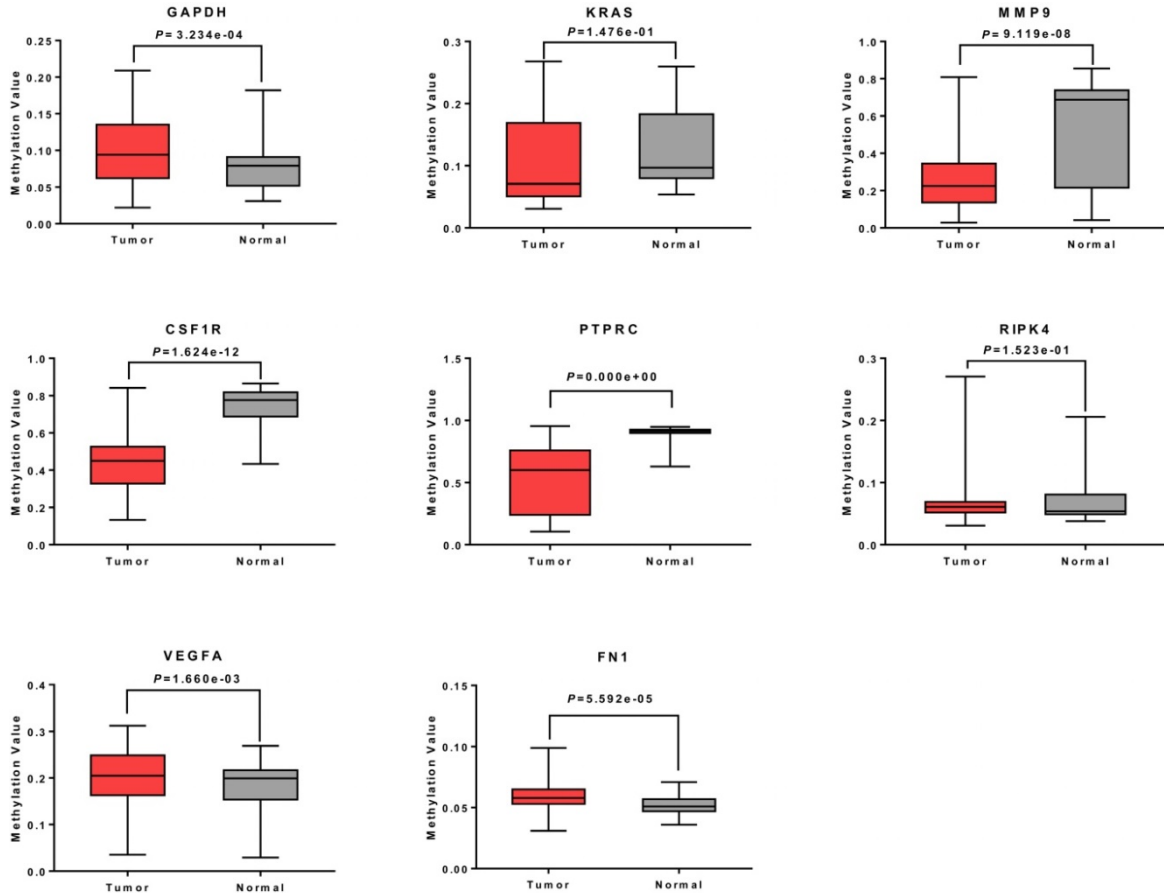 GAPDH
P= 3.234e-04
Methylation Value
0.25
0.20
0.15
0.10
0.05
0.00
Tumor Normal
KRAS
P=1.476e-01
Methylation Value
0.3
0.2
0.1
0.0
Tumor Normal
MMP9
P= 9.119e-08
Methylation Value
1.0
0.8
0.6
0.4
0.2
0.0
Tumor Normal
CSF1R
P=1.624e-12
Methylation Value
1.0
0.8
0.6
0.4
0.2
0.0
Tumor Normal
PTPRC
P=0.000e+00
Methylation Value
1.5
1.0
0.5
0.0
Tumor Normal
RIPK4
P=1.523e-01
Methylation Value
0.3
0.2
0.1
0.0
Tumor Normal
VEGFA
P=1.660e-03
Methylation Value
0.4
0.3
0.2
0.1
0.0
Tumor Normal
FN1
P=5.592e-05
Methylation Value
0.15
0.10
0.05
0.00
Tumor Normal